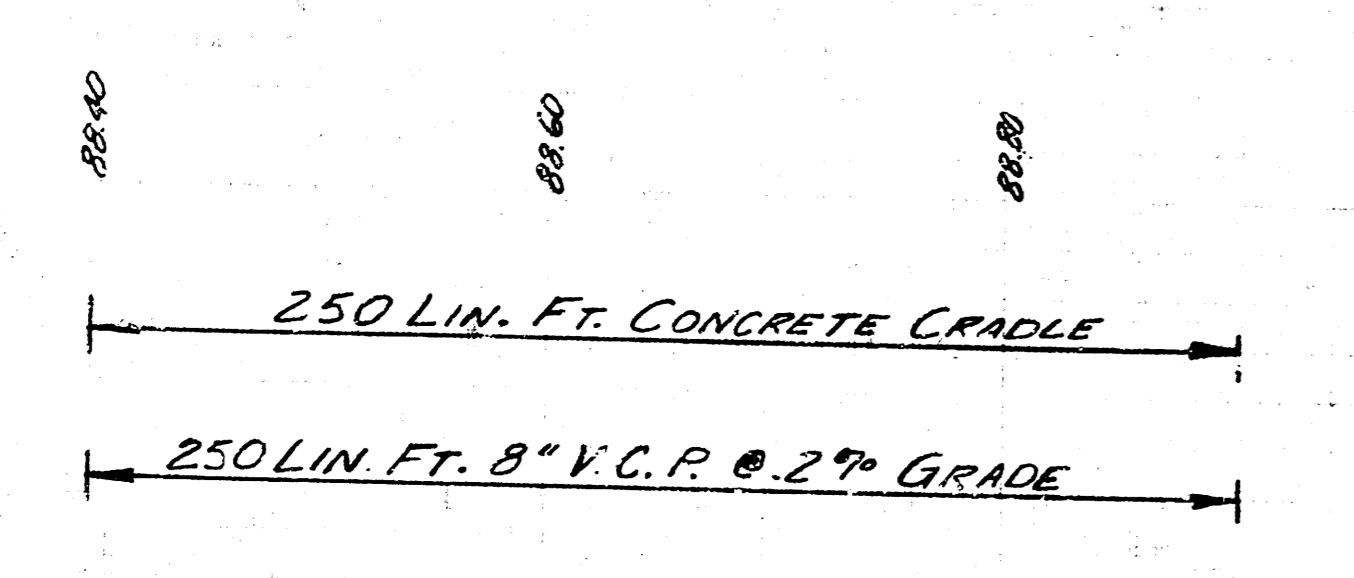 88.40
88.60
88.80
250 LIN. FT. CONCRETE CRADLE
250 LIN. FT. 8" V.C.P. @ .2% GRADE